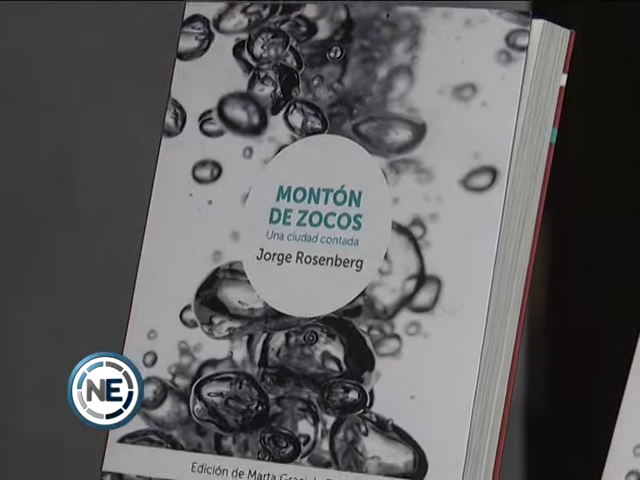 MONTÓN
DE ZOCOS
Una ciudad contada
Jorge Rosenberg
NE
Edición de Marta